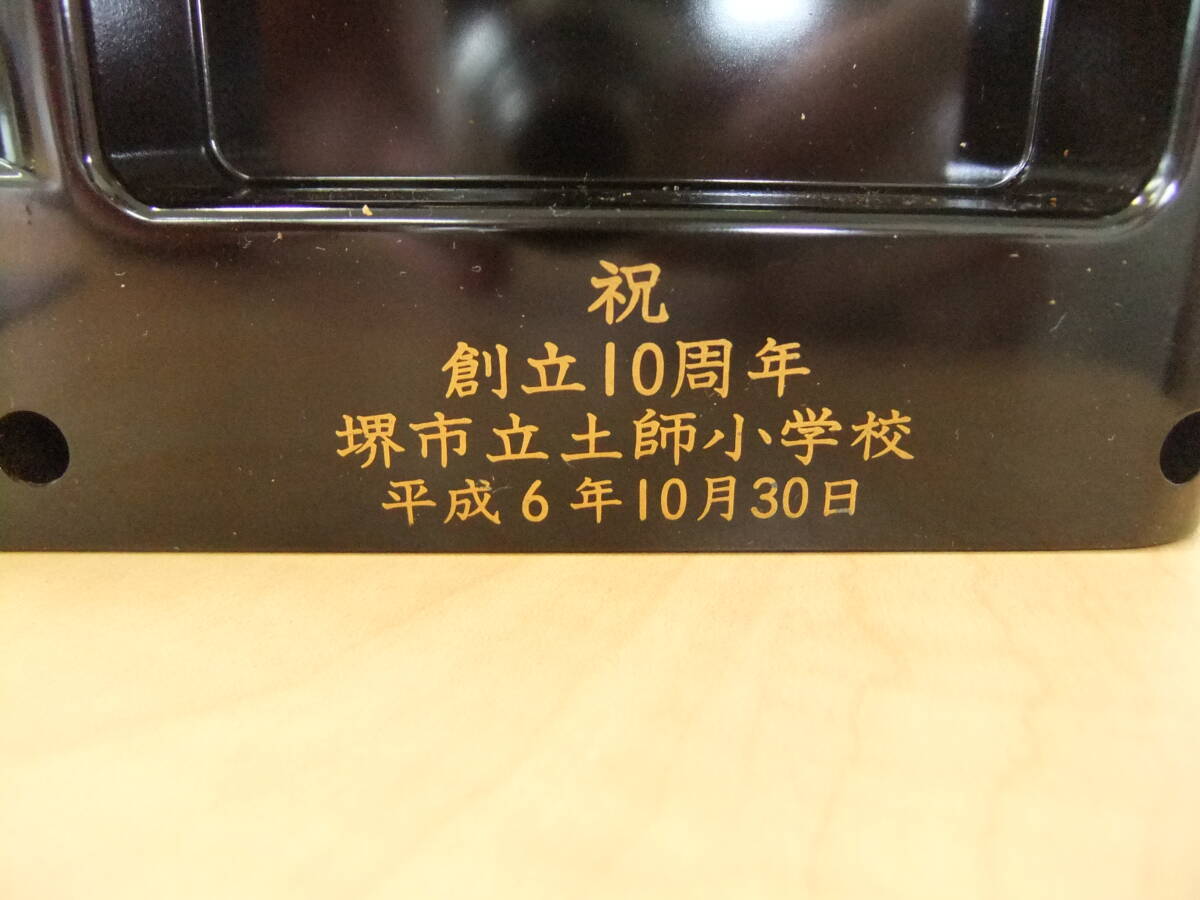 祝
創立10周年
堺市立土師小学校
平成6年10月30日